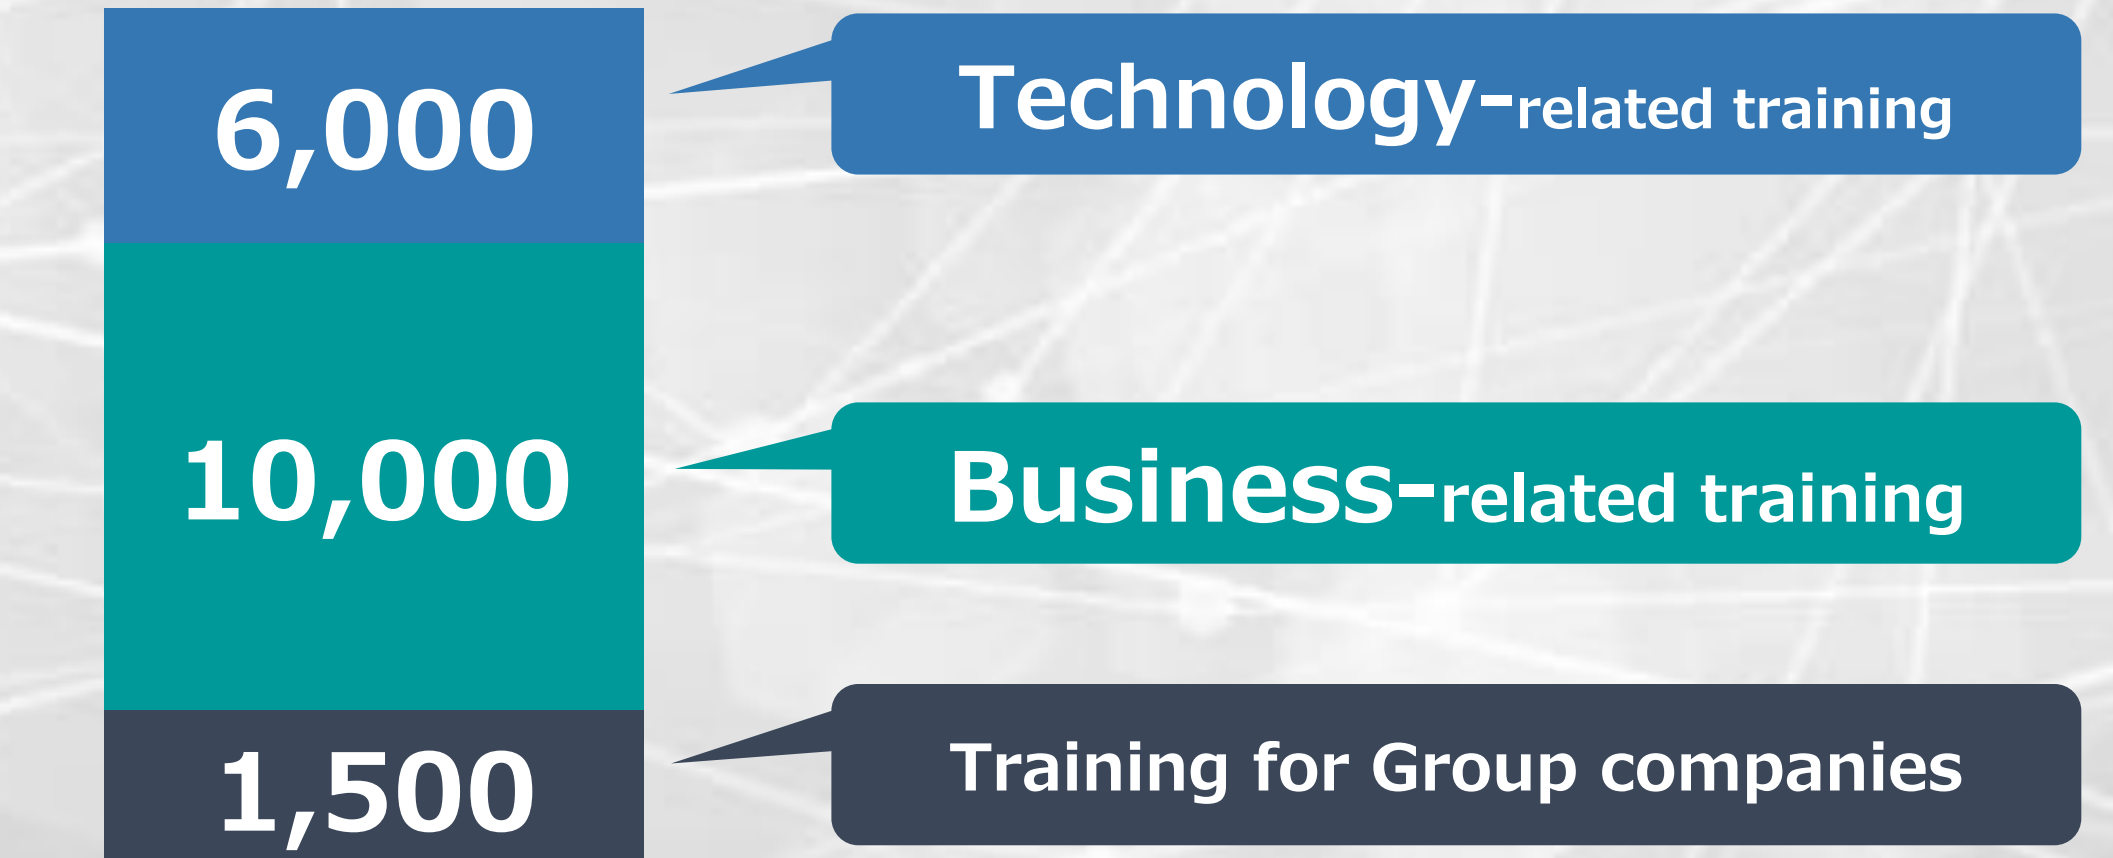 6,000
Technology-related training
10,000
Business-related training
1,500
Training for Group companies